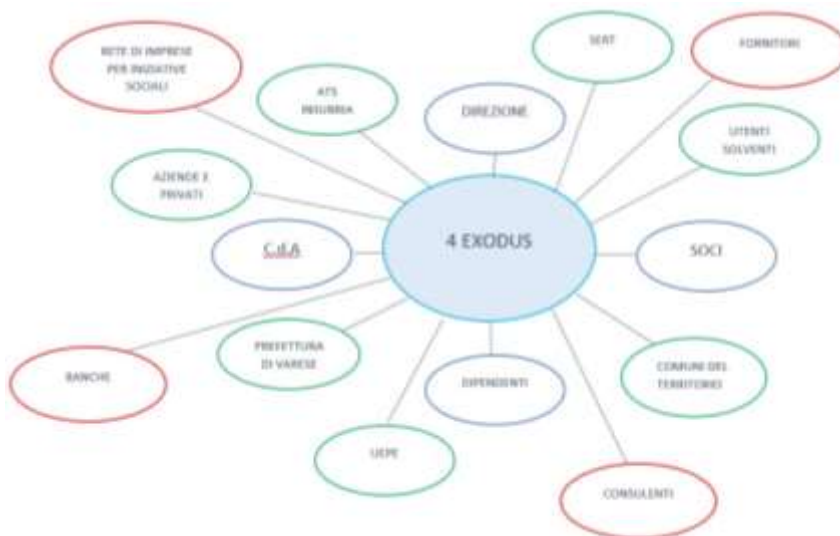 RETE DI IMPRESE
PER INIZIATIVE
SOCIALI
ATS
INSUBRIA
DIREZIONE
SERT
FORNITORI
UTENTI
SOLVENTI
AZIENDE E
PRIVATI
C.d.A
4 EXODUS
SOCI
BANCHE
PREFETTURA
DI VARESE
DIPENDENTI
COMUNI DEL
TERRITORIO
UEPE
CONSULENTI